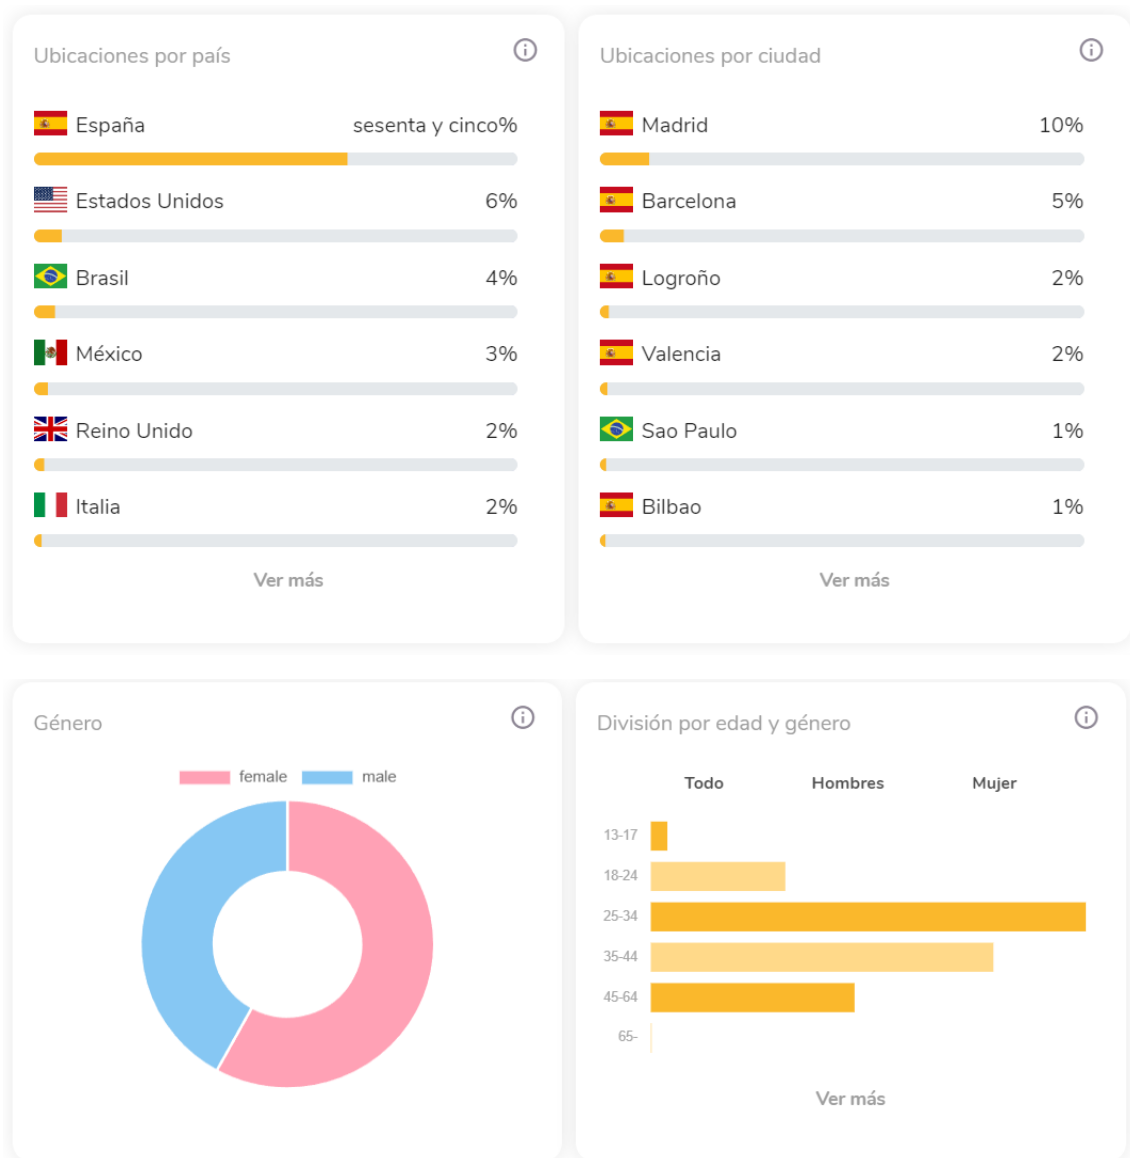 Ubicaciones por país
España sesenta y cinco%
Estados Unidos 6%
Brasil 4%
México 3%
Reino Unido 2%
Italia 2%
Ver más
Ubicaciones por ciudad
Madrid 10%
Barcelona 5%
Logroño 2%
Valencia 2%
Sao Paulo 1%
Bilbao 1%
Ver más
Género
female male
División por edad y género
Todo Hombres Mujer
13-17
18-24
25-34
35-44
45-64
65-
Ver más